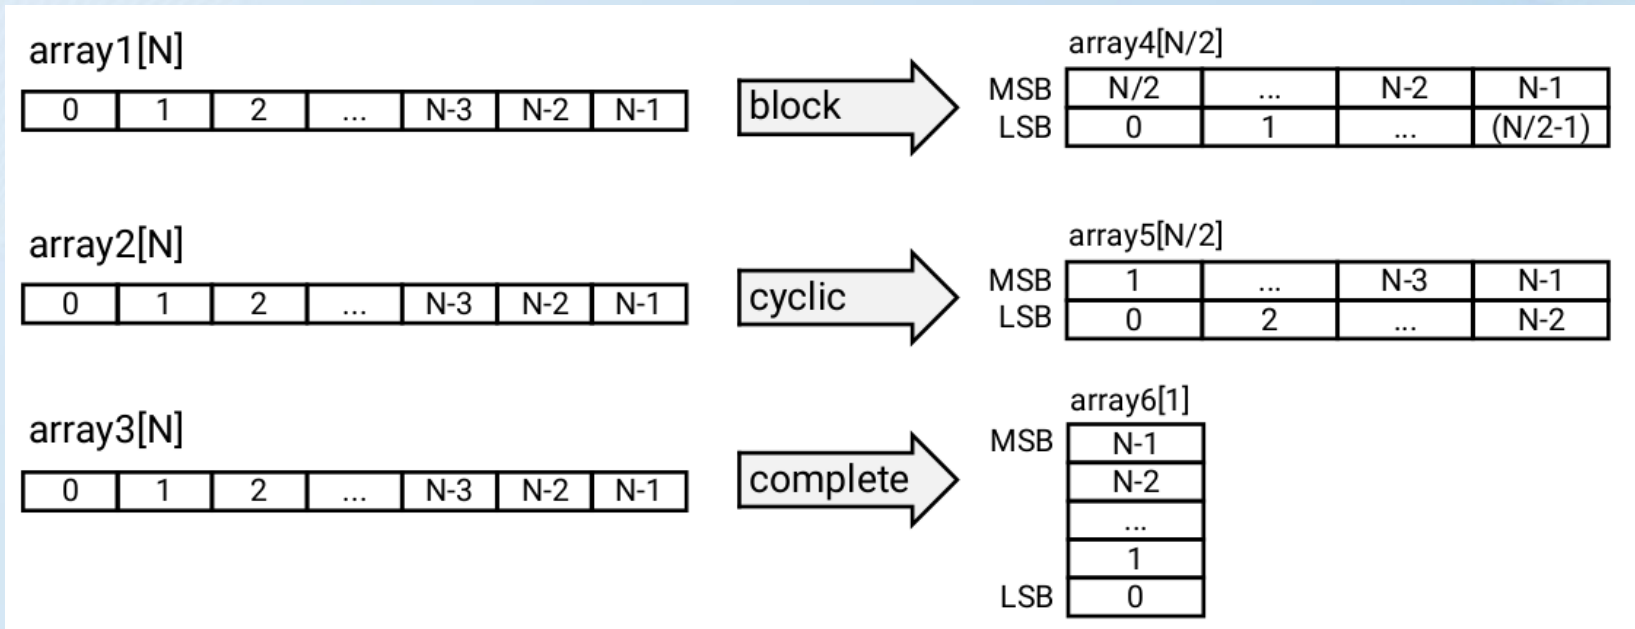 array1[N]
0 1 2 ... N-3 N-2 N-1
block
array4[N/2]
MSB N/2 ... N-2 N-1
LSB 0 1 ... (N/2-1)
array2[N]
0 1 2 ... N-3 N-2 N-1
cyclic
array5[N/2]
MSB 1 ... N-3 N-1
LSB 0 2 ... N-2
array3[N]
0 1 2 ... N-3 N-2 N-1
complete
array6[1]
MSB N-1
N-2
...
1
LSB 0